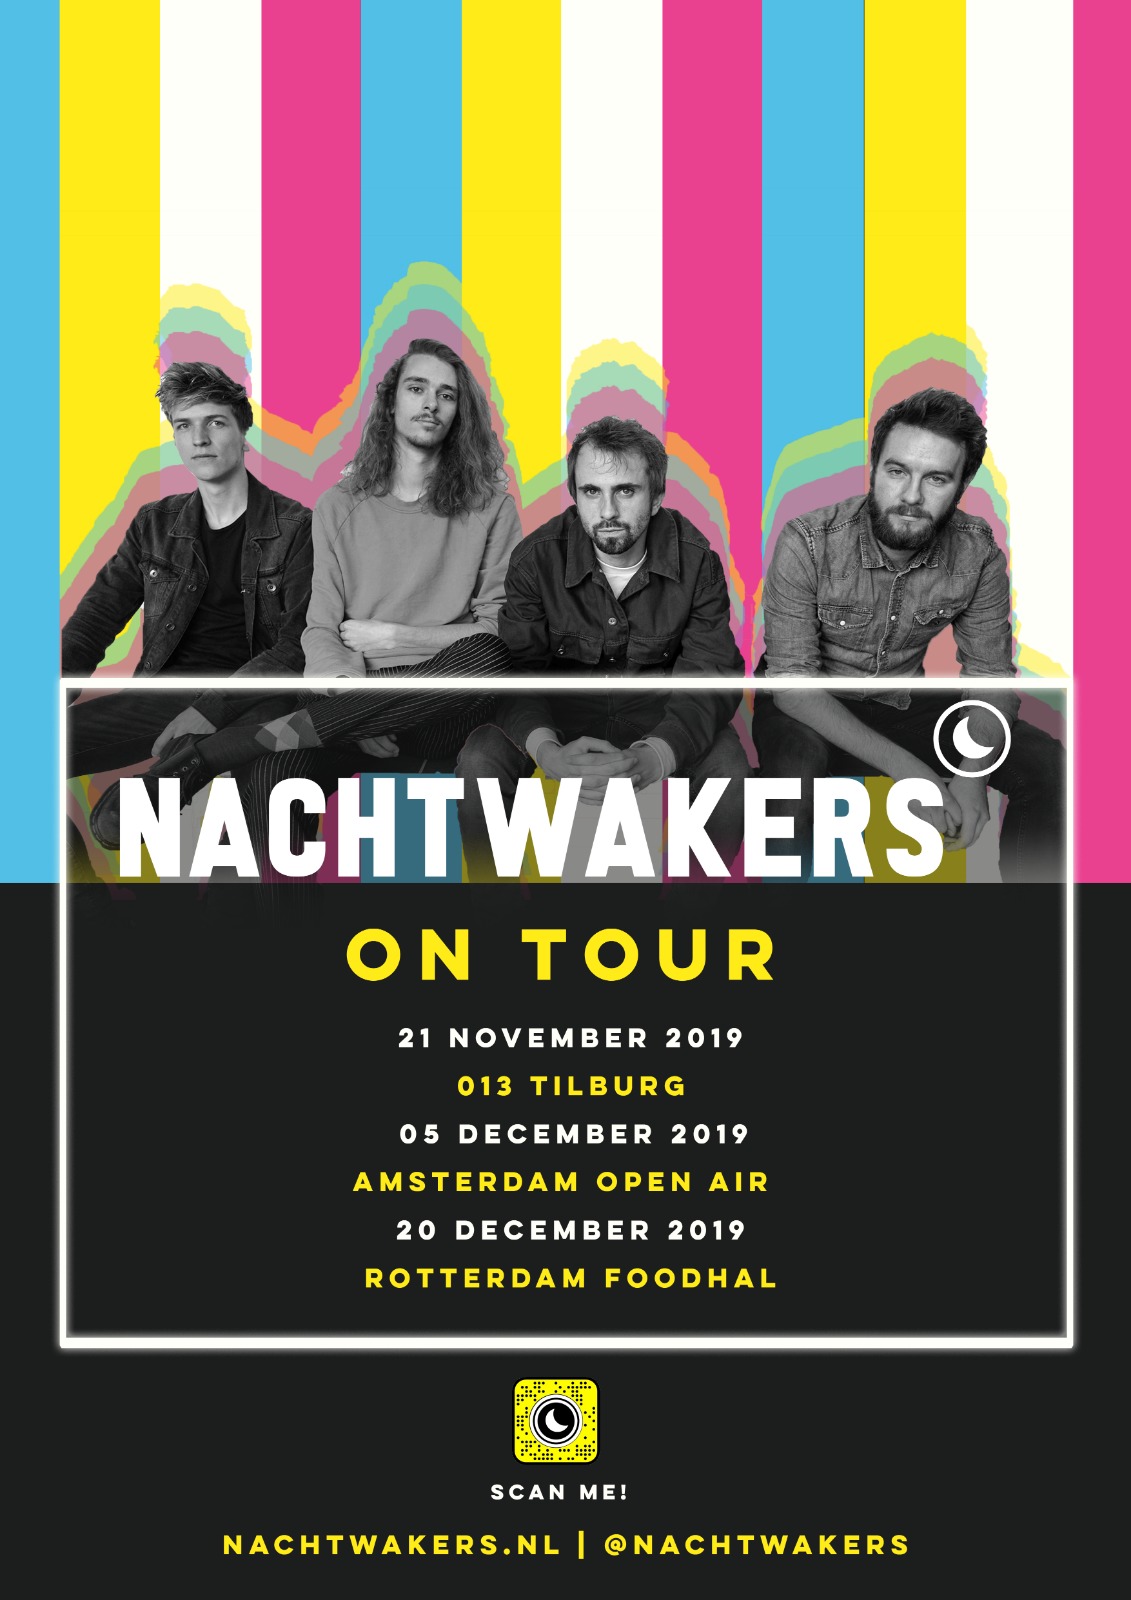 NACHTWAKERS
ON TOUR
21 NOVEMBER 2019
013 TILBURG
05 DECEMBER 2019
AMSTERDAM OPEN AIR
20 DECEMBER 2019
ROTTERDAM FOODHAL
SCAN ME!
NACHTWAKERS.NL | @NACHTWAKERS